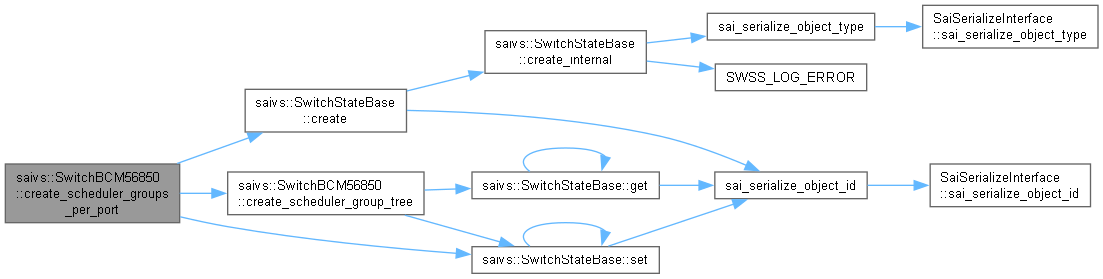 saivs::SwitchBCM56850
::create_scheduler_groups
_per_port
saivs::SwitchStateBase
::create
saivs::SwitchStateBase
::create_internal
sai_serialize_object_type
SaiSerializeInterface
::sai_serialize_object_type
SWSS_LOG_ERROR
saivs::SwitchBCM56850
::create_scheduler_group_tree
saivs::SwitchStateBase::get
sai_serialize_object_id
SaiSerializeInterface
::sai_serialize_object_id
saivs::SwitchStateBase::set